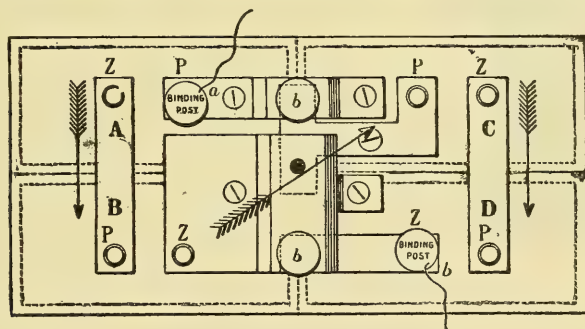 Z P P Z
BINDING POST a b
A C
B D
Z P
P Z BINDING POST b
b